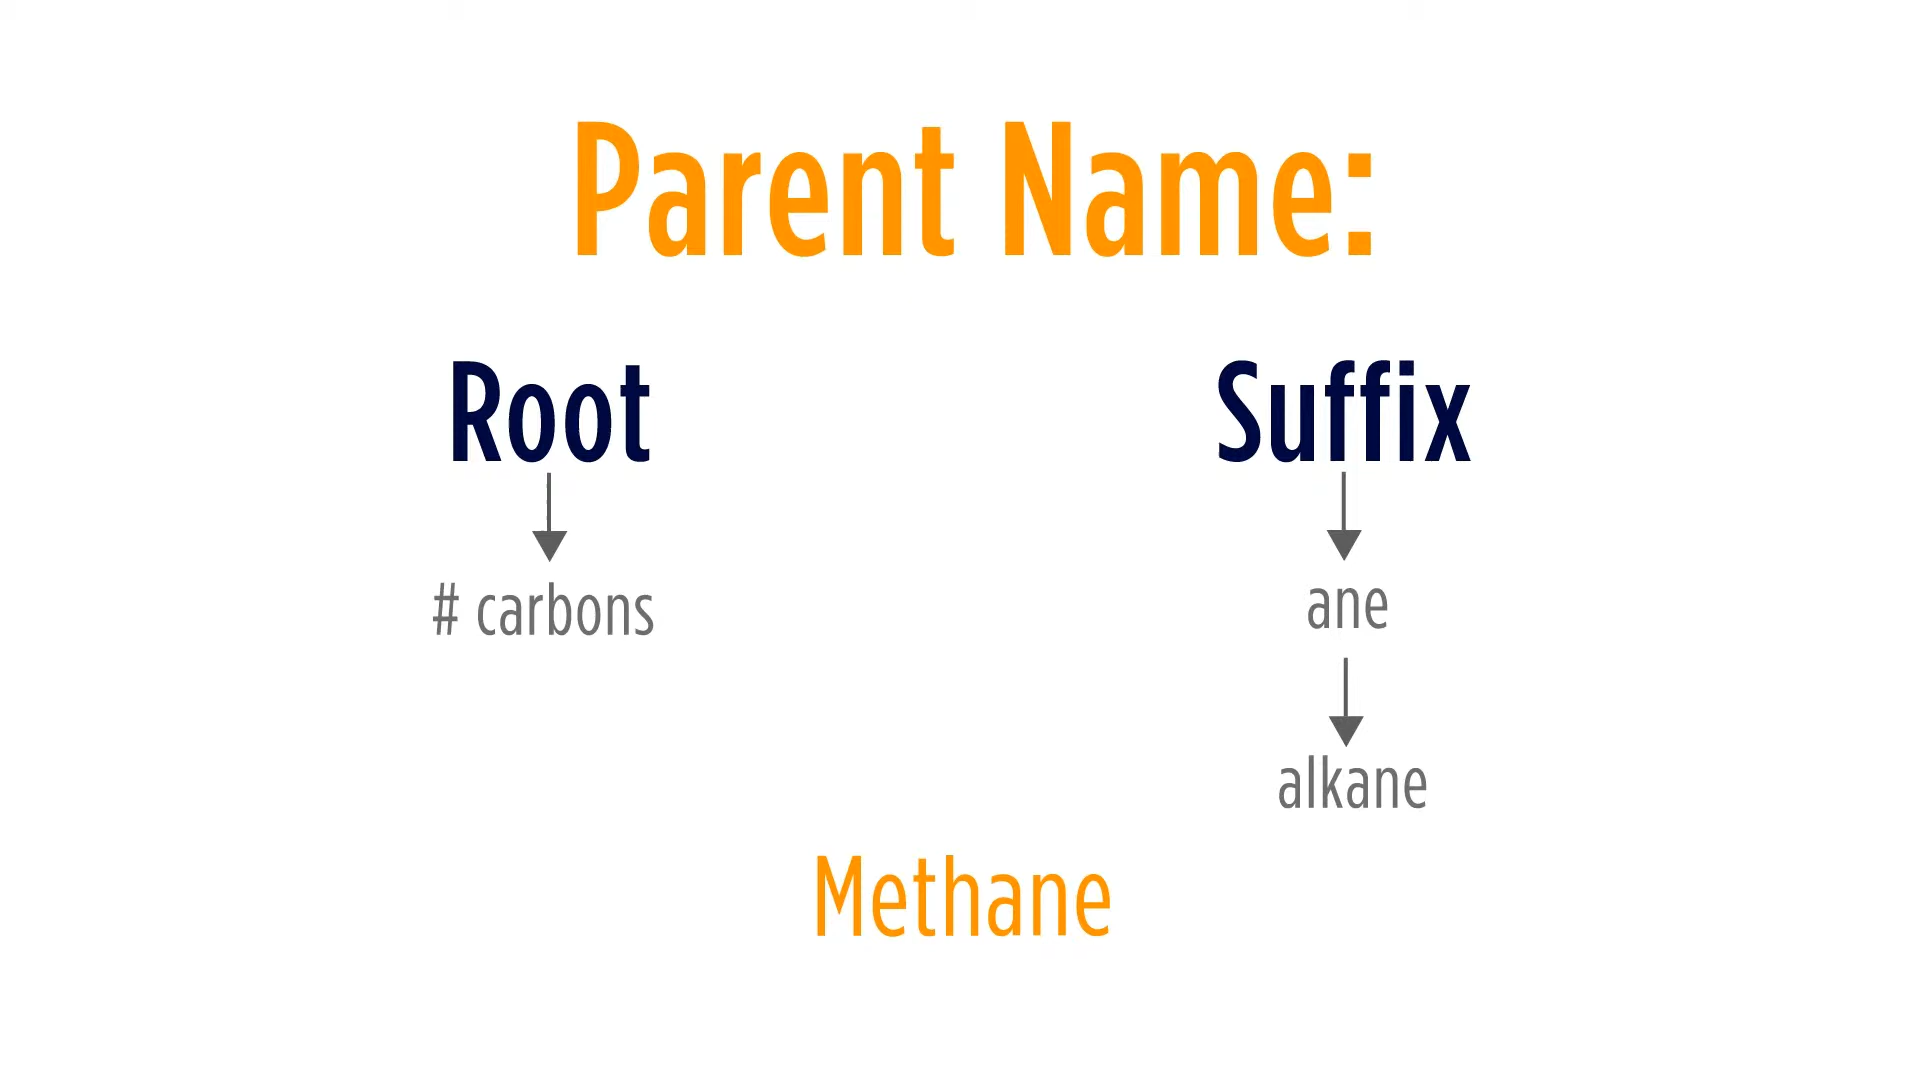 Parent Name:
Root
Suffix
# carbons
ane
alkane
Methane